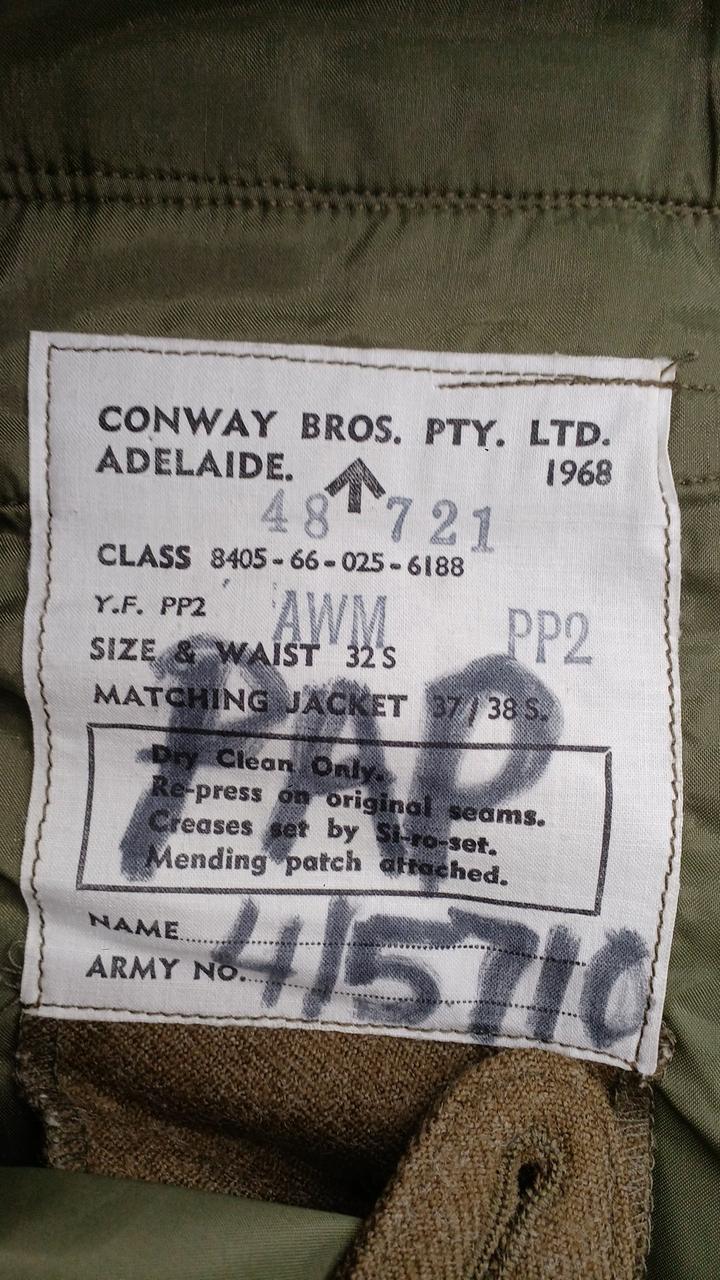 CONWAY BROS. PTY. LTD.
ADELAIDE. 1968
48 721
CLASS 8405-66-025-6188
Y.F. PP2 AWM PP2
SIZE & WAIST 32 S
MATCHING JACKET 37/38 S.
PAP
Dry Clean Only.
Re-press on original seams.
Creases set by Si-ro-set.
Mending patch attached.
NAME
ARMY NO. 415710